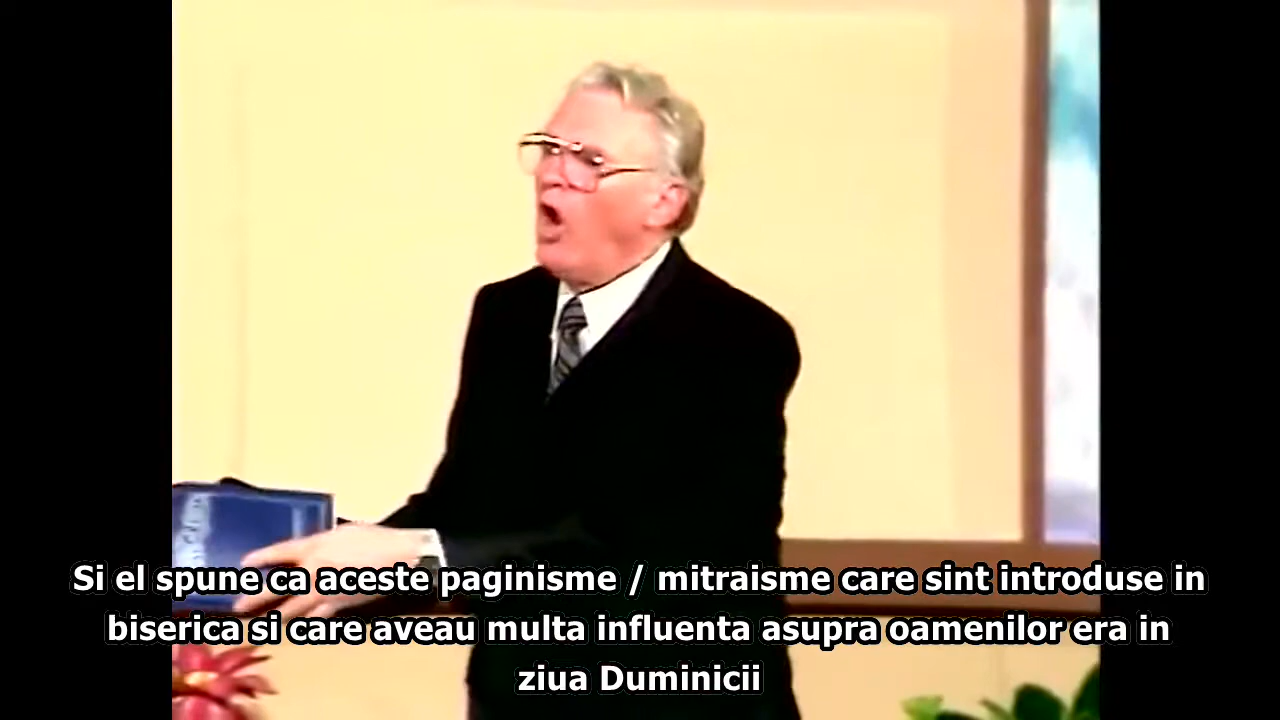 Si el spune ca aceste paginisme / mitraisme care sint introduse in
biserica si care aveau multa influenta asupra oamenilor era in
ziua Duminicii